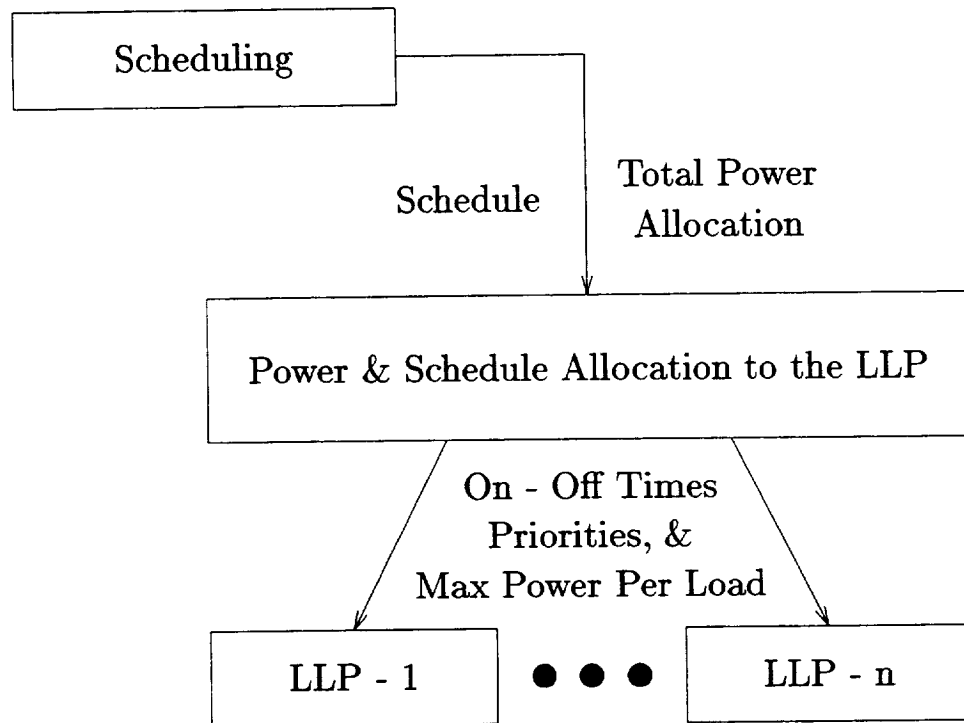 Scheduling
Schedule
Total Power
Allocation
Power & Schedule Allocation to the LLP
On - Off Times
Priorities, &
Max Power Per Load
LLP - 1
LLP - n